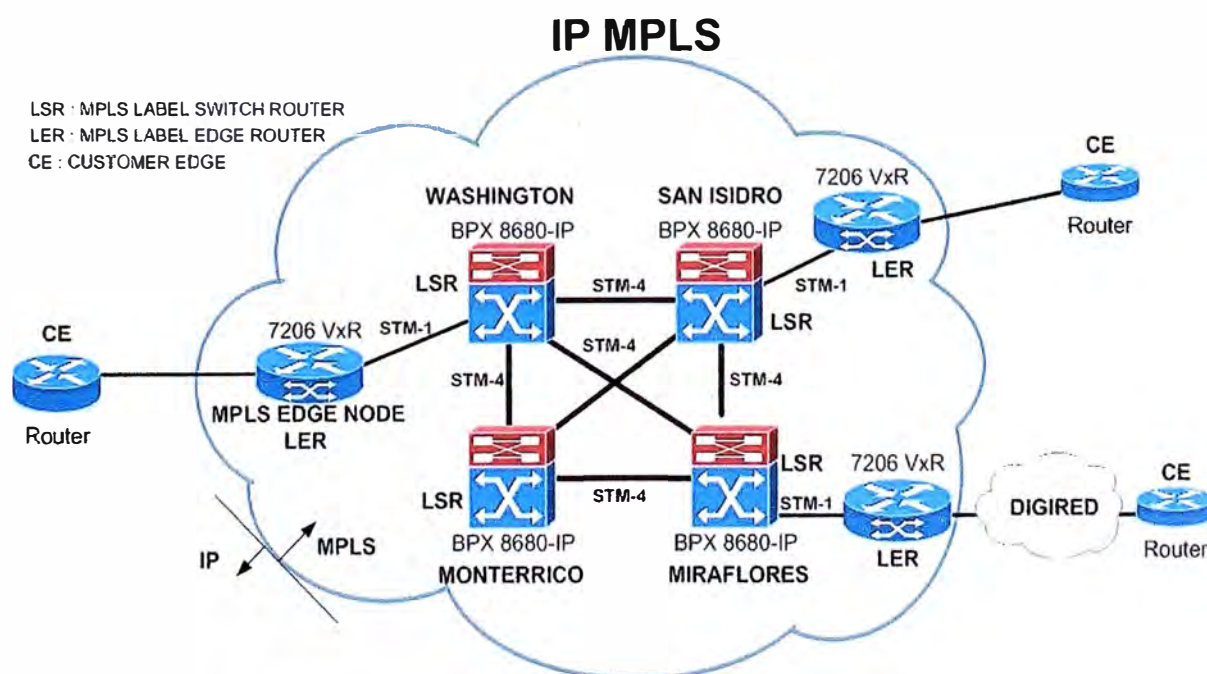 IP MPLS
LSR : MPLS LABEL SWITCH ROUTER
LER : MPLS LABEL EDGE ROUTER
CE : CUSTOMER EDGE
CE
7206 VxR
Router
LER
WASHINGTON
SAN ISIDRO
BPX 8680-IP
BPX 8680-IP
LSR
STM-4
STM-1
LSR
CE
7206 VxR
STM-1
STM-4
STM-4
STM-4
Router
MPLS EDGE NODE
LER
LSR
7206 VxR
CE
LSR
STM-4
STM-1
DIGIRED
LER
Router
IP
MPLS
BPX 8680-IP
BPX 8680-IP
MONTERRICO
MIRAFLORES